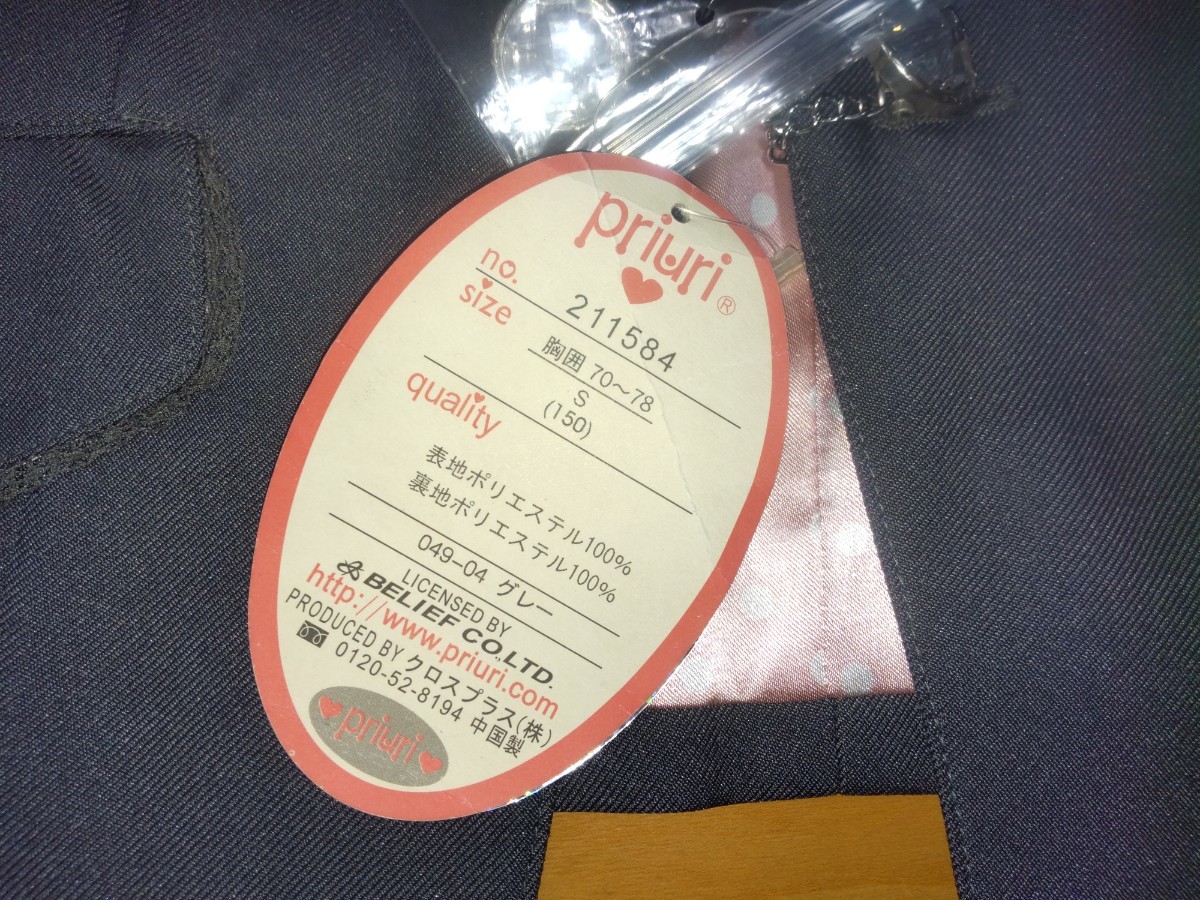 priuri®
no. 211584
size 胸囲 70～78
S
(150)
quality
表地ポリエステル100%
裏地ポリエステル100%
049-04 グレー
LICENSED BY
BELIEF CO.,LTD.
http://www.priuri.com
PRODUCED BY クロスプラス(株)
0120-52-8194 中国製
priuri